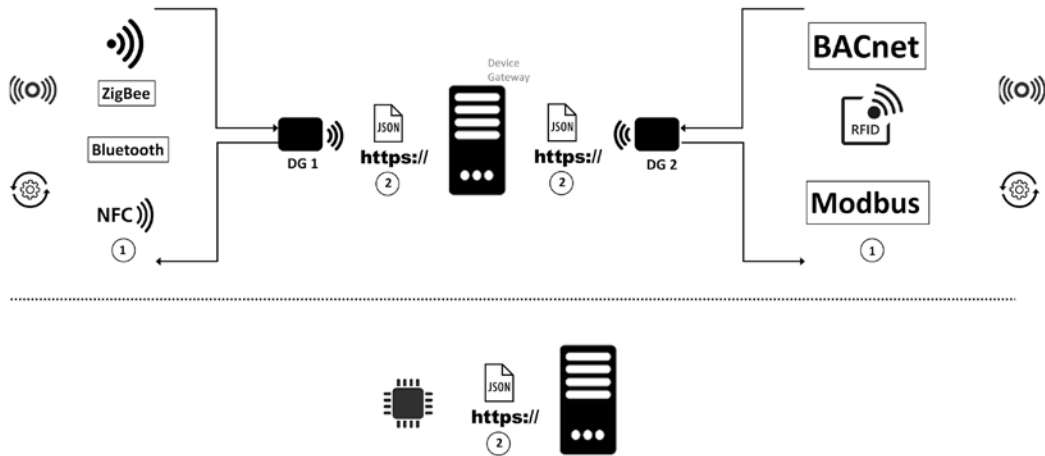 Device
Gateway
BACnet
ZigBee
JSON
JSON
RFID
Bluetooth
https://
https://
DG 1
DG 2
2
2
NFC
Modbus
1
1
JSON
https://
2